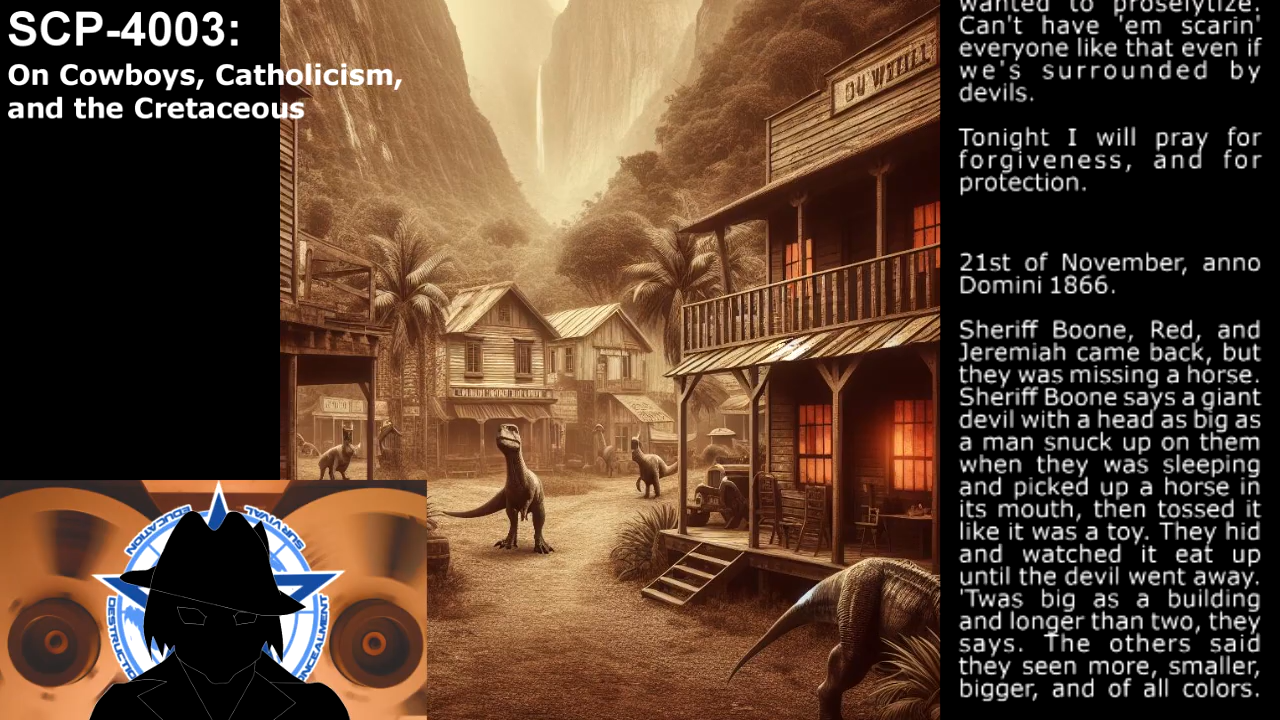 SCP-4003:
On Cowboys, Catholicism,
and the Cretaceous
wanted to proselytize.
Can't have 'em scarin'
everyone like that even if
we's surrounded by
devils.
Tonight I will pray for
forgiveness, and for
protection.
21st of November, anno
Domini 1866.
Sheriff Boone, Red, and
Jeremiah came back, but
they was missing a horse.
Sheriff Boone says a giant
devil with a head as big as
a man snuck up on them
when they was sleeping
and picked up a horse in
its mouth, then tossed it
like it was a toy. They hid
and watched it eat up
until the devil went away.
'Twas big as a building
and longer than two, they
says. The others said
they seen more, smaller,
bigger, and of all colors.
EDUCATION
SURVIVAL